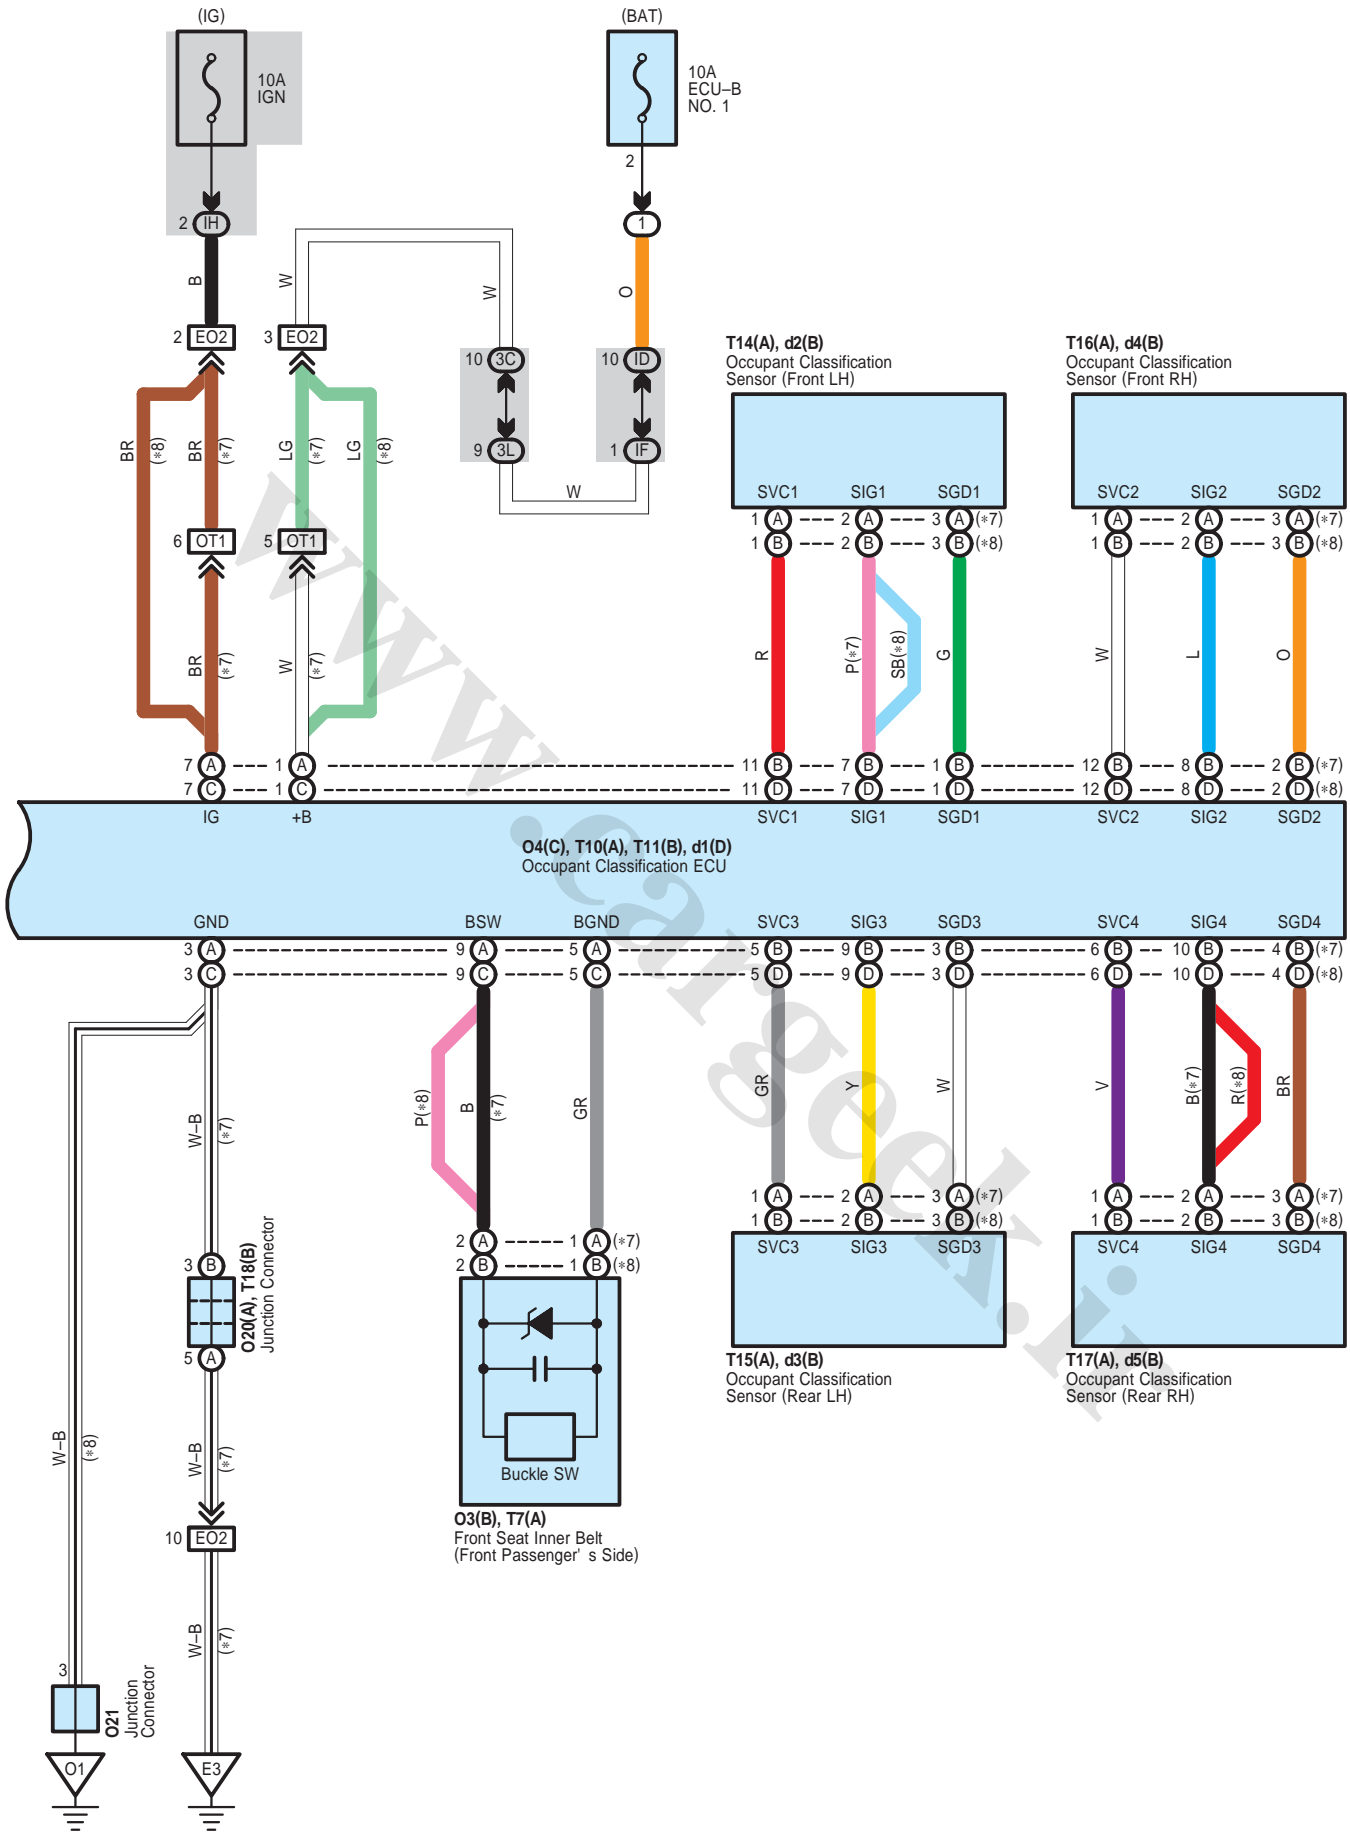 (IG)
(BAT)
10A
IGN
10A
ECU–B
NO. 1
2
2 IH
1
B
W
W
O
2 EO2
3 EO2
10 3C
10 ID
9 3L
1 IF
W
BR
(*8)
BR
(*7)
LG
(*7)
LG
(*8)
6 OT1
5 OT1
BR
(*7)
W
(*7)
T14(A), d2(B)
Occupant Classification
Sensor (Front LH)
T16(A), d4(B)
Occupant Classification
Sensor (Front RH)
SVC1 SIG1 SGD1
SVC2 SIG2 SGD2
1 A 2 A 3 A (*7)
1 B 2 B 3 B (*8)
1 A 2 A 3 A (*7)
1 B 2 B 3 B (*8)
R
P(*7)
SB(*8)
G
W
L
O
7 A 1 A 11 B 7 B 1 B 12 B 8 B 2 B (*7)
7 C 1 C 11 D 7 D 1 D 12 D 8 D 2 D (*8)
IG +B SVC1 SIG1 SGD1 SVC2 SIG2 SGD2
O4(C), T10(A), T11(B), d1(D)
Occupant Classification ECU
GND BSW BGND SVC3 SIG3 SGD3 SVC4 SIG4 SGD4
3 A 9 A 5 A 5 B 9 B 3 B 6 B 10 B 4 B (*7)
3 C 9 C 5 C 5 D 9 D 3 D 6 D 10 D 4 D (*8)
W–B
(*7)
P(*8)
B
(*7)
GR
GR
Y
W
V
B(*7)
R(*8)
BR
1 A 2 A 3 A (*7)
1 B 2 B 3 B (*8)
1 A 2 A 3 A (*7)
1 B 2 B 3 B (*8)
SVC3 SIG3 SGD3
SVC4 SIG4 SGD4
T15(A), d3(B)
Occupant Classification
Sensor (Rear LH)
T17(A), d5(B)
Occupant Classification
Sensor (Rear RH)
2 A 1 A (*7)
2 B 1 B (*8)
Buckle SW
O3(B), T7(A)
Front Seat Inner Belt
(Front Passenger' s Side)
3 B
O20(A), T18(B)
Junction Connector
5 A
W–B
(*8)
W–B
(*7)
10 EO2
W–B
(*7)
3
O21
Junction
Connector
O1
E3
www.cargeek.ir